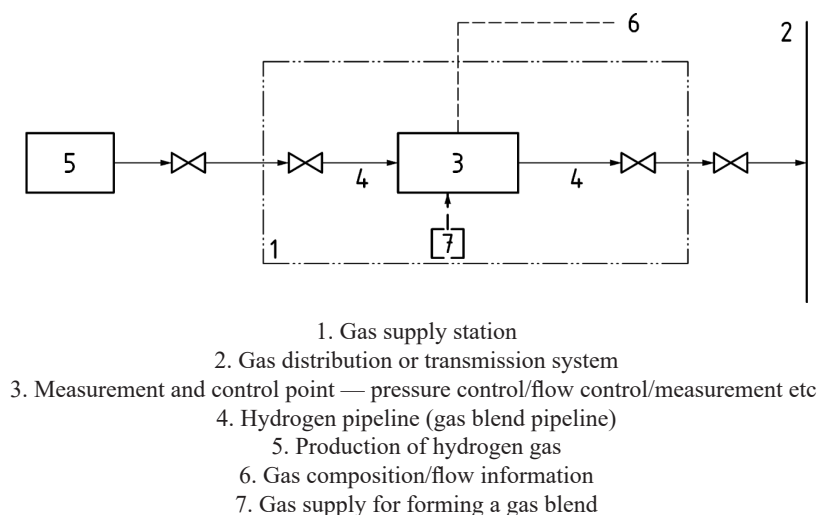 6
2
5
4
3
4
7
1
1. Gas supply station
2. Gas distribution or transmission system
3. Measurement and control point — pressure control/flow control/measurement etc
4. Hydrogen pipeline (gas blend pipeline)
5. Production of hydrogen gas
6. Gas composition/flow information
7. Gas supply for forming a gas blend